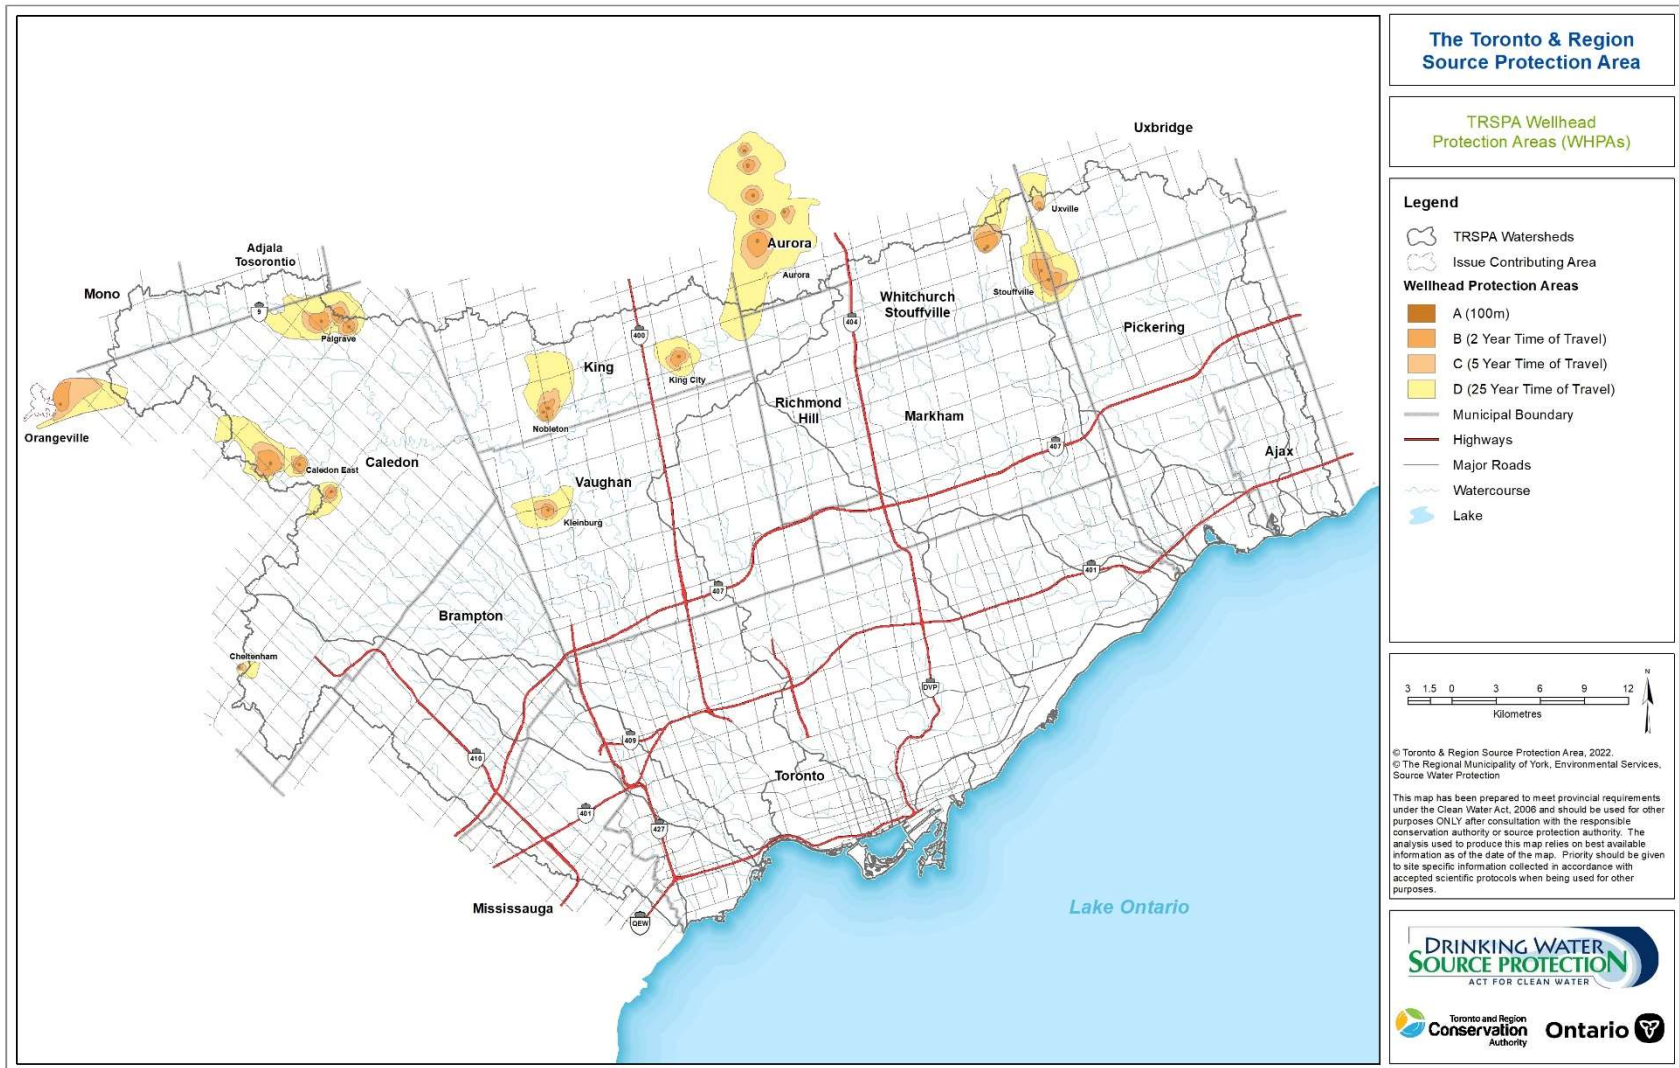 The Toronto & Region
Source Protection Area
TRSPA Wellhead
Protection Areas (WHPAs)
Legend
TRSPA Watersheds
Issue Contributing Area
Wellhead Protection Areas
A (100m)
B (2 Year Time of Travel)
C (5 Year Time of Travel)
D (25 Year Time of Travel)
Municipal Boundary
Highways
Major Roads
Watercourse
Lake
N
3 1.5 0 3 6 9 12
Kilometres
© Toronto & Region Source Protection Area, 2022.
© The Regional Municipality of York, Environmental Services,
Source Water Protection
This map has been prepared to meet provincial requirements
under the Clean Water Act, 2006 and should be used for other
purposes ONLY after consultation with the responsible
conservation authority or source protection authority. The
analysis used to produce this map relies on best available
information as of the date of the map. Priority should be given
to site specific information collected in accordance with
accepted scientific protocols when being used for other
purposes.
DRINKING WATER
SOURCE PROTECTION
ACT FOR CLEAN WATER
Toronto and Region
Conservation
Authority
Ontario
Uxbridge
Uxville
Aurora
Aurora
Adjala
Tosorontio
Mono
9
Palgrave
Stouffville
Whitchurch
Stouffville
Pickering
400
404
King
King City
Richmond
Hill
Markham
Nobleton
Orangeville
Caledon East
Caledon
407
Ajax
Vaughan
Kleinburg
401
407
Brampton
Cheltenham
DVP
409
410
Toronto
401
427
Mississauga
QEW
Lake Ontario